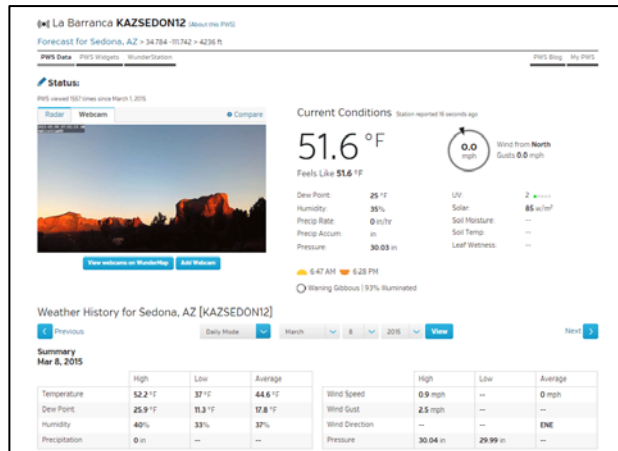 La Barranca KAZSEDON12 (About this PWS)
Forecast for Sedona, AZ > 34.784 -111.742 > 4236 ft
PWS Data PWS Widgets WunderStation PWS Blog My PWS
Status:
PWS viewed 1557 times since March 1, 2015
Radar Webcam Compare
View webcams on WunderMap Add Webcam
Current Conditions Station reported 16 seconds ago
51.6 °F
Feels Like 51.6 °F
0.0 mph
Wind from North
Gusts 0.0 mph
Dew Point: 25 °F
Humidity: 35%
Precip Rate: 0 in/hr
Precip Accum: in
Pressure: 30.03 in
UV: 2
Solar: 85 w/m²
Soil Moisture: --
Soil Temp: --
Leaf Wetness: --
6:47 AM 6:28 PM
Waning Gibbous | 93% Illuminated
Weather History for Sedona, AZ [KAZSEDON12]
Previous Daily Mode March 8 2015 View Next
Summary
Mar 8, 2015
High Low Average
Temperature 52.2 °F 37 °F 44.6 °F
Dew Point 25.9 °F 11.3 °F 17.8 °F
Humidity 40% 33% 37%
Precipitation 0 in -- --
High Low Average
Wind Speed 0.9 mph -- 0 mph
Wind Gust 2.5 mph -- --
Wind Direction -- -- ENE
Pressure 30.04 in 29.99 in --